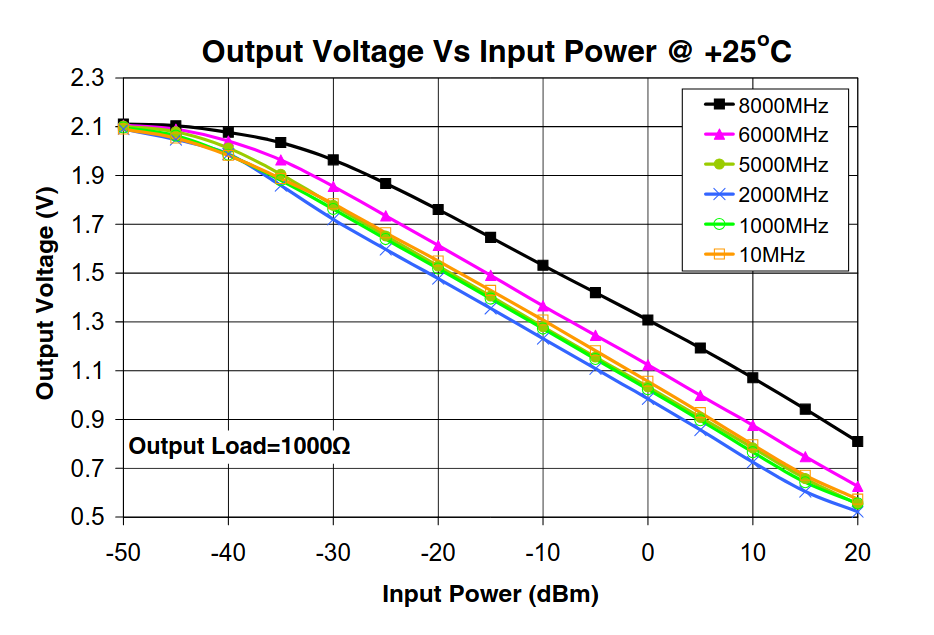 Output Voltage Vs Input Power @ +25°C
2.3
2.1
1.9
1.7
1.5
1.3
1.1
0.9
0.7
0.5
Output Voltage (V)
8000MHz
6000MHz
5000MHz
2000MHz
1000MHz
10MHz
Output Load=1000Ω
-50 -40 -30 -20 -10 0 10 20
Input Power (dBm)